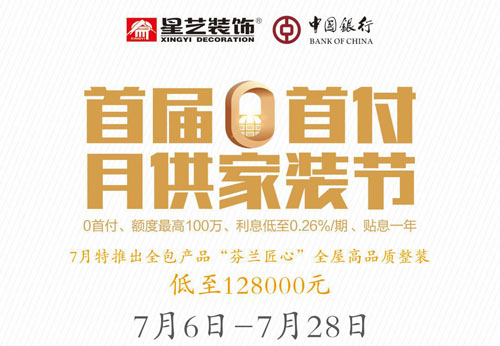 星艺装饰® 中国银行
XINGYI DECORATION BANK OF CHINA
首届0首付
月供家装节
0首付、额度最高100万、利息低至0.26%/期、贴息一年
7月特推出全包产品“芬兰匠心”全屋高品质整装
低至128000元
7月6日-7月28日